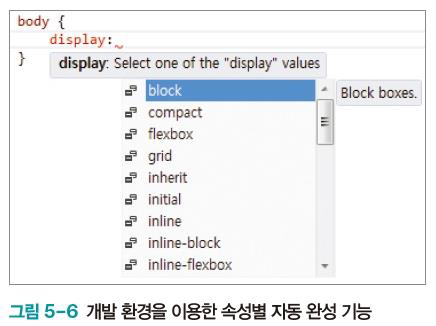 body {
display:
}
display: Select one of the "display" values
block
Block boxes.
compact
flexbox
grid
inherit
initial
inline
inline-block
inline-flexbox
그림 5-6 개발 환경을 이용한 속성별 자동 완성 기능